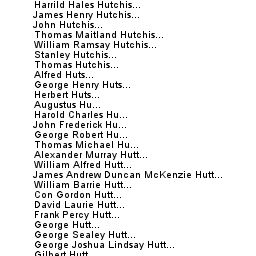 Harrild Hales Hutchis...
James Henry Hutchis...
John Hutchis...
Thomas Maitland Hutchis...
William Ramsay Hutchis...
Stanley Hutchis...
Thomas Hutchis...
Alfred Huts...
George Henry Huts...
Herbert Huts...
Augustus Hu...
Harold Charles Hu...
John Frederick Hu...
George Robert Hu...
Thomas Michael Hu...
Alexander Murray Hutt...
William Alfred Hutt...
James Andrew Duncan McKenzie Hutt...
William Barrie Hutt...
Con Gordon Hutt...
David Laurie Hutt...
Frank Percy Hutt...
George Hutt...
George Sealey Hutt...
George Joshua Lindsay Hutt...
Gilbert Hutt